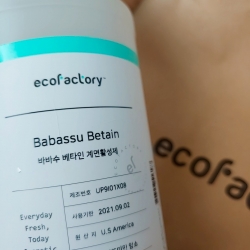 ecofactory™
Babassu Betain
바바수 베타인 계면활성제
제조번호 UP9I01X08
사용기한 2021.09.02
원 산 지 U.S America
Everyday
Fresh,
Today
ecofac